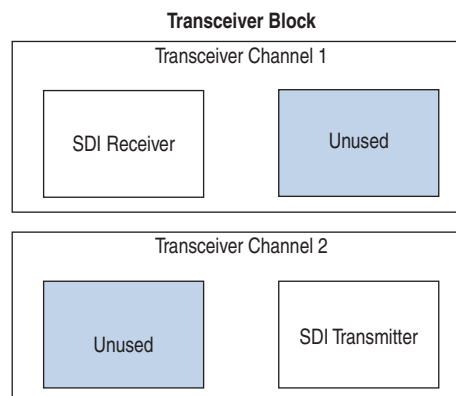 Transceiver Block
Transceiver Channel 1
SDI Receiver
Unused
Transceiver Channel 2
Unused
SDI Transmitter